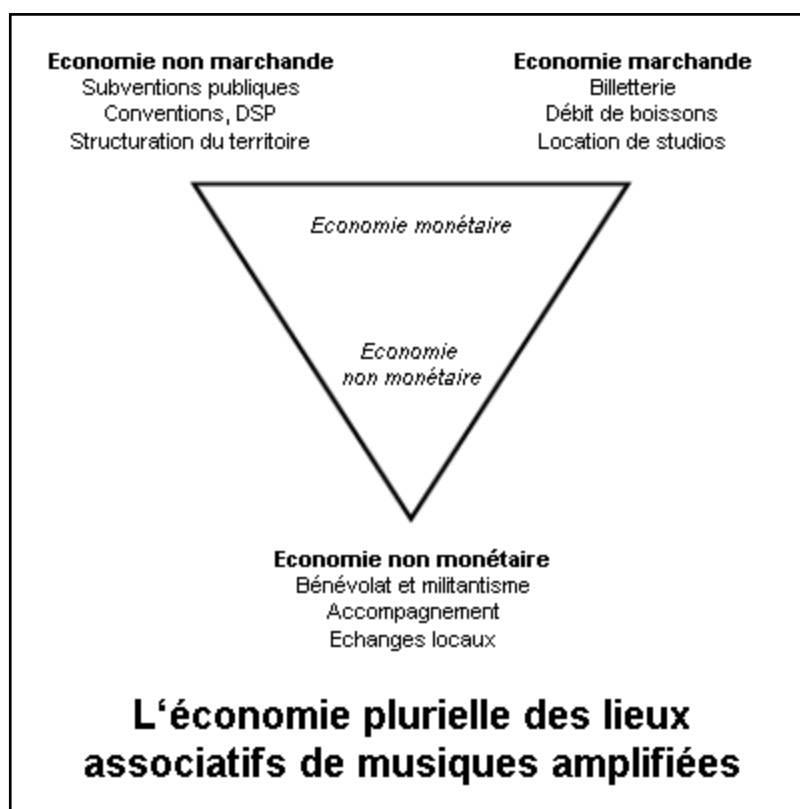 Economie non marchande
Subventions publiques
Conventions, DSP
Structuration du territoire
Economie marchande
Billetterie
Débit de boissons
Location de studios
Economie monétaire
Economie
non monétaire
Economie non monétaire
Bénévolat et militantisme
Accompagnement
Echanges locaux
L‘économie plurielle des lieux
associatifs de musiques amplifiées